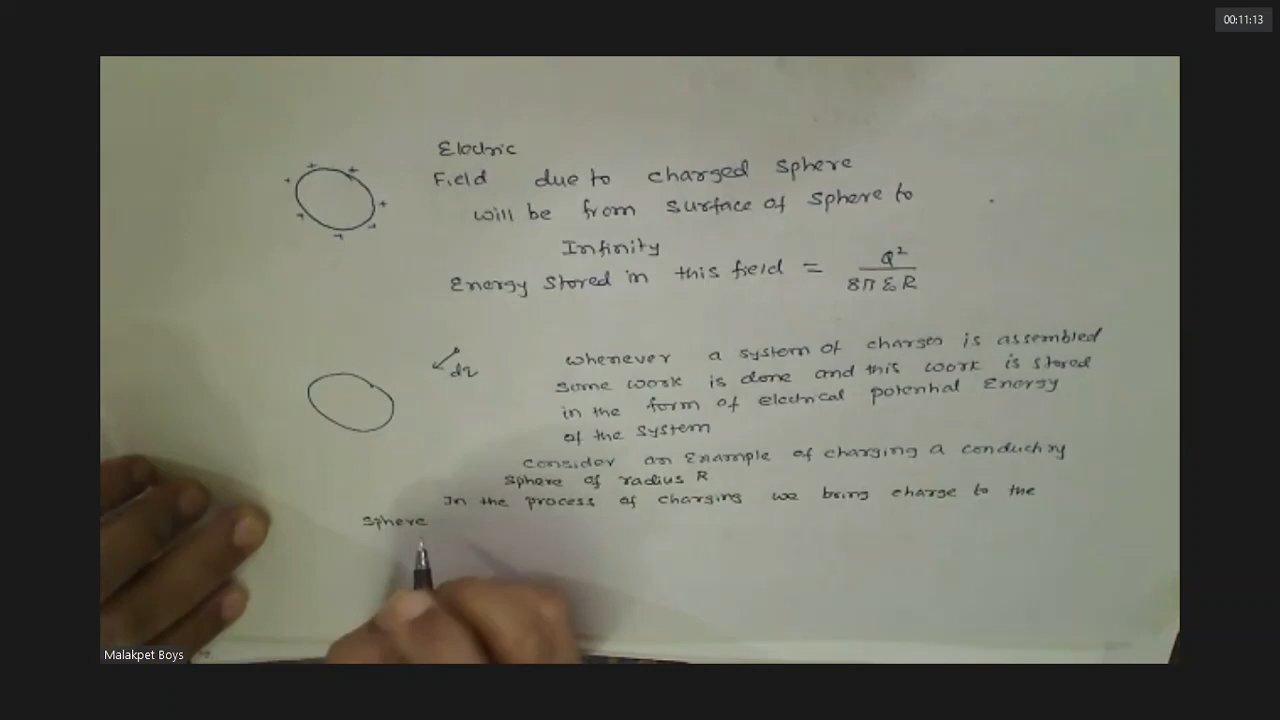 00:11:13
Electric
Field due to charged sphere
will be from surface of sphere to
Infinity
Energy stored in this field = Q²/8π ε R
dq
whenever a system of charges is assembled
some work is done and this work is stored
in the form of electrical potential Energy
of the system
consider an Example of charging a conducting
sphere of radius R
In the process of charging we bring charge to the
sphere
Malakpet Boys